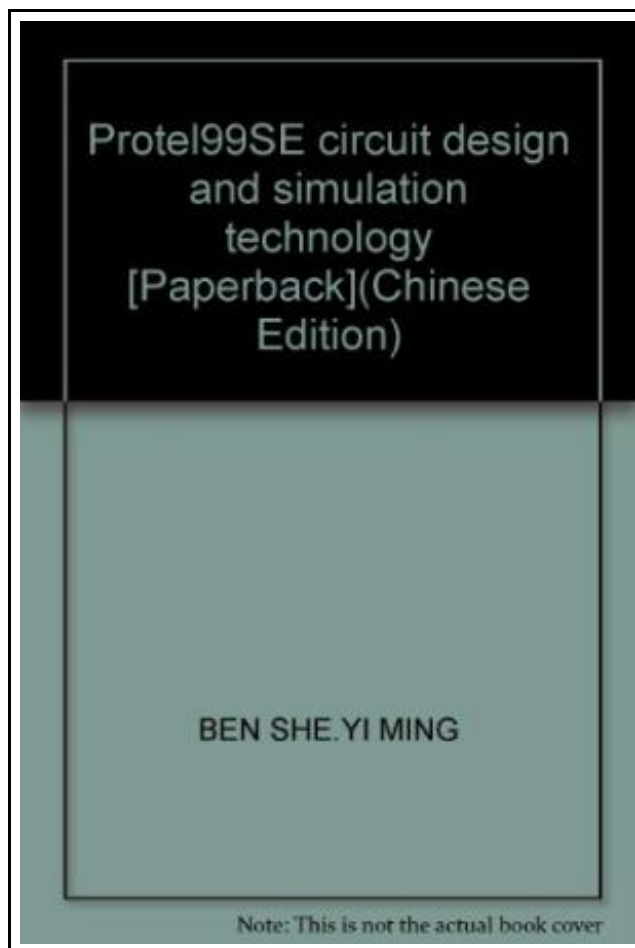 Protel99SE circuit design
and simulation
technology
[Paperback](Chinese
Edition)
BEN SHE.YI MING
Note: This is not the actual book cover